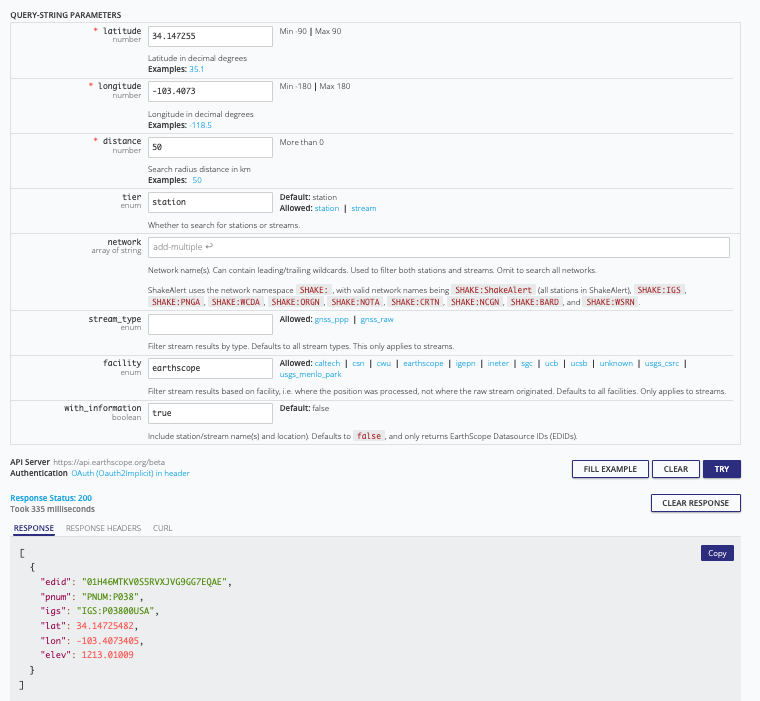 QUERY-STRING PARAMETERS
* latitude
number
34.147255
Min -90 | Max 90
Latitude in decimal degrees
Examples: 35.1
* longitude
number
-103.4073
Min -180 | Max 180
Longitude in decimal degrees
Examples: -118.5
* distance
number
50
More than 0
Search radius distance in km
Examples: 50
tier
enum
station
Default: station
Allowed: station | stream
Whether to search for stations or streams.
network
array of string
add-multiple ↩
Network name(s). Can contain leading/trailing wildcards. Used to filter both stations and streams. Omit to search all networks.
ShakeAlert uses the network namespace SHAKE: , with valid network names being SHAKE:ShakeAlert (all stations in ShakeAlert), SHAKE:IGS ,
SHAKE:PNGA , SHAKE:WCDA , SHAKE:ORGN , SHAKE:NOTA , SHAKE:CRTN , SHAKE:NCGN , SHAKE:BARD , and SHAKE:WSRN .
stream_type
enum
Allowed: gnss_ppp | gnss_raw
Filter stream results by type. Defaults to all stream types. This only applies to streams.
facility
enum
earthscope
Allowed: caltech | csn | cwu | earthscope | igepn | ineter | sgc | ucb | ucsb | unknown | usgs_csrc |
usgs_menlo_park
Filter stream results based on facility, i.e. where the position was processed, not where the raw stream originated. Defaults to all facilities. Only applies to streams.
with_information
boolean
true
Default: false
Include station/stream name(s) and location). Defaults to false , and only returns EarthScope Datasource IDs (EDIDs).
API Server https://api.earthscope.org/beta
Authentication OAuth (Oauth2Implicit) in header
FILL EXAMPLE
CLEAR
TRY
Response Status: 200
Took 335 milliseconds
CLEAR RESPONSE
RESPONSE
RESPONSE HEADERS
CURL
Copy
[
{
"edid": "01H46MTKV0S5RVXJVG9GG7EQAE",
"pnum": "PNUM:P038",
"igs": "IGS:P03800USA",
"lat": 34.14725482,
"lon": -103.4073405,
"elev": 1213.01009
}
]